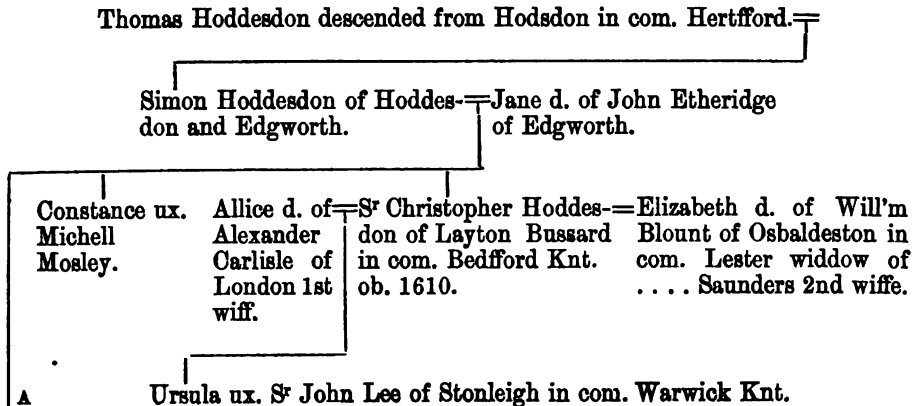 Thomas Hoddesdon descended from Hodsdon in com. Hertfford.
Simon Hoddesdon of Hoddes-
don and Edgworth.
Jane d. of John Etheridge
of Edgworth.
Constance ux.
Michell
Mosley.
Allice d. of
Alexander
Carlisle of
London 1st
wiff.
Sr Christopher Hoddes-
don of Layton Bussard
in com. Bedfford Knt.
ob. 1610.
Elizabeth d. of Will'm
Blount of Osbaldeston in
com. Lester widdow of
.... Saunders 2nd wiffe.
A
Ursula ux. Sr John Lee of Stonleigh in com. Warwick Knt.